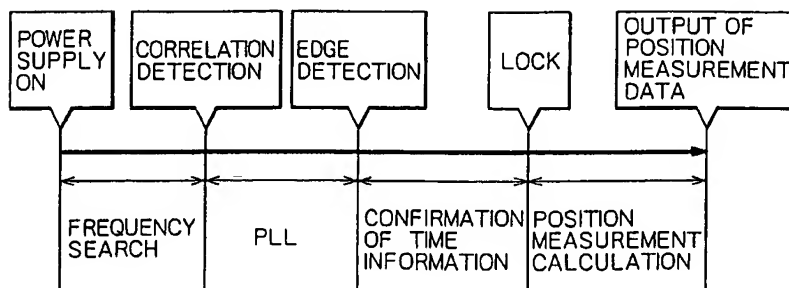 POWER
SUPPLY
ON
CORRELATION
DETECTION
EDGE
DETECTION
LOCK
OUTPUT OF
POSITION
MEASUREMENT
DATA
FREQUENCY
SEARCH
PLL
CONFIRMATION
OF TIME
INFORMATION
POSITION
MEASUREMENT
CALCULATION